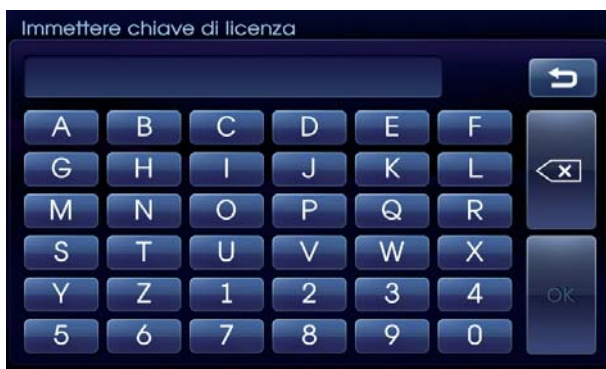 Immettere chiave di licenza
A B C D E F
G H I J K L
M N O P Q R
S T U V W X
Y Z 1 2 3 4 OK
5 6 7 8 9 0